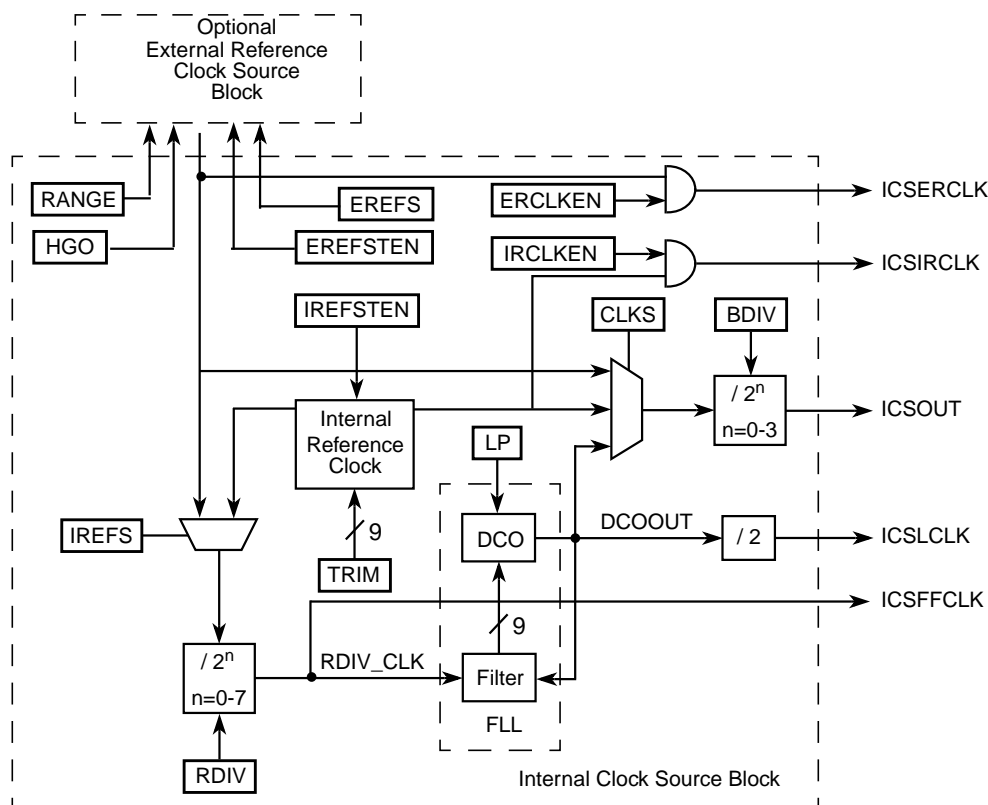 Optional
External Reference
Clock Source
Block
RANGE
HGO
EREFS
EREFSTEN
ERCLKEN
IRCLKEN
ICSERCLK
ICSIRCLK
IREFSTEN
CLKS
BDIV
Internal
Reference
Clock
/ 2ⁿ
n=0-3
ICSOUT
LP
IREFS
9
TRIM
DCO
DCOOUT
/ 2
ICSLCLK
ICSFFCLK
9
/ 2ⁿ
n=0-7
RDIV_CLK
Filter
FLL
RDIV
Internal Clock Source Block